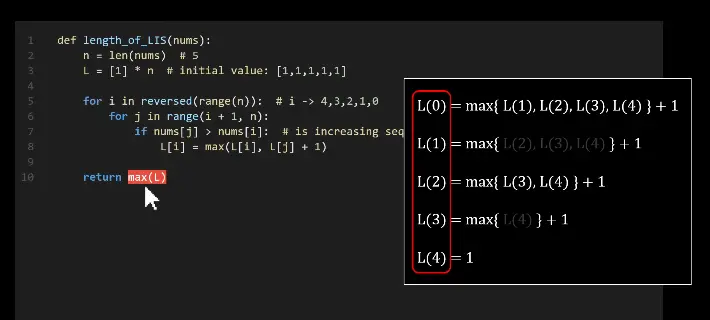 1 def length_of_LIS(nums):
2 n = len(nums) # 5
3 L = [1] * n # initial value: [1,1,1,1,1]
4
5 for i in reversed(range(n)): # i -> 4,3,2,1,0
6 for j in range(i + 1, n):
7 if nums[j] > nums[i]: # is increasing seq
8 L[i] = max(L[i], L[j] + 1)
9
10 return max(L)
L(0) = max{ L(1), L(2), L(3), L(4) } + 1
L(1) = max{ L(2), L(3), L(4) } + 1
L(2) = max{ L(3), L(4) } + 1
L(3) = max{ L(4) } + 1
L(4) = 1